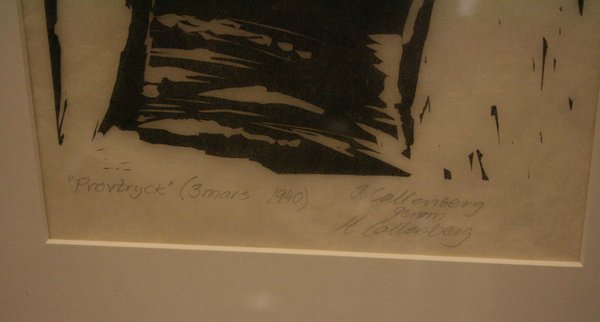 "Provtryck" (3 mars 1940)
J Callenberg
genom
M Callenberg